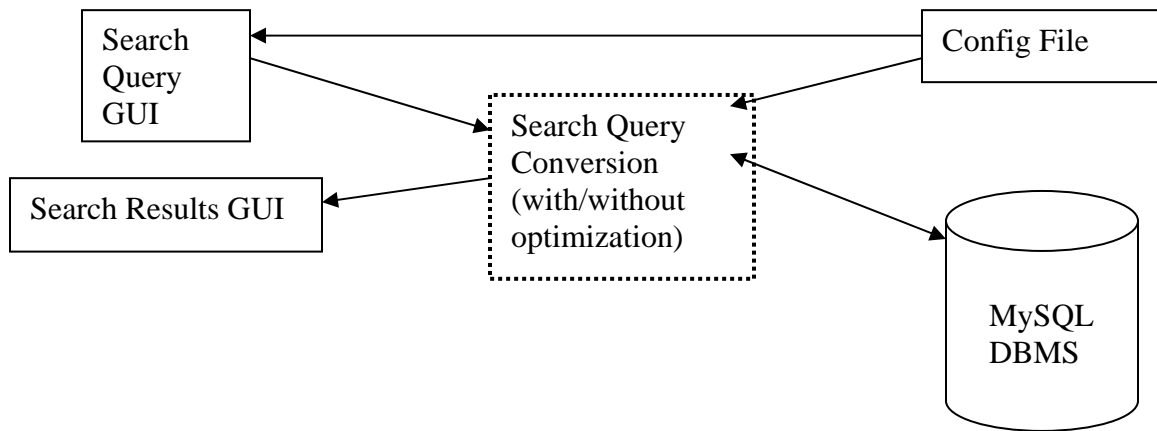 Search
Query
GUI
Config File
Search Query
Conversion
(with/without
optimization)
Search Results GUI
MySQL
DBMS